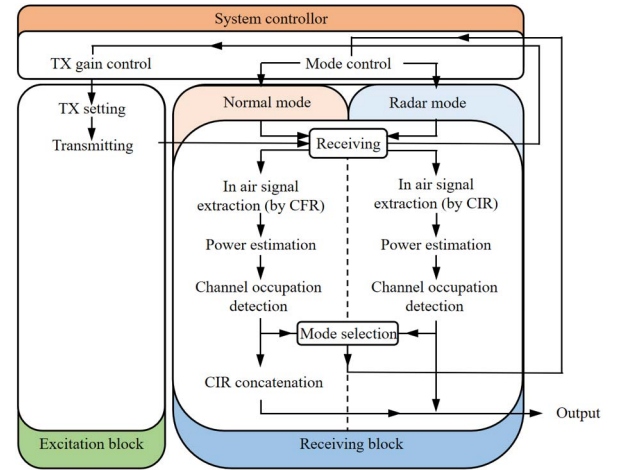 System controllor
TX gain control
Mode control
TX setting
Transmitting
Normal mode
Radar mode
Receiving
In air signal
extraction (by CFR)
In air signal
extraction (by CIR)
Power estimation
Power estimation
Channel occupation
detection
Channel occupation
detection
Mode selection
CIR concatenation
Output
Excitation block
Receiving block